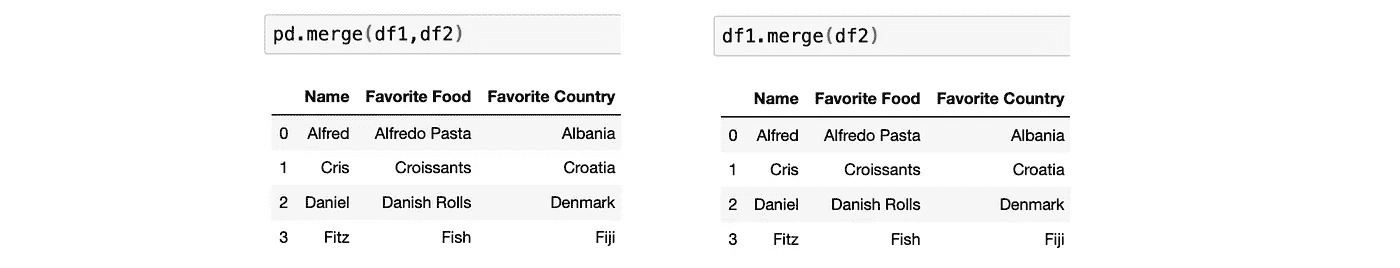 pd.merge(df1,df2)
Name Favorite Food Favorite Country
0 Alfred Alfredo Pasta Albania
1 Cris Croissants Croatia
2 Daniel Danish Rolls Denmark
3 Fitz Fish Fiji
df1.merge(df2)
Name Favorite Food Favorite Country
0 Alfred Alfredo Pasta Albania
1 Cris Croissants Croatia
2 Daniel Danish Rolls Denmark
3 Fitz Fish Fiji